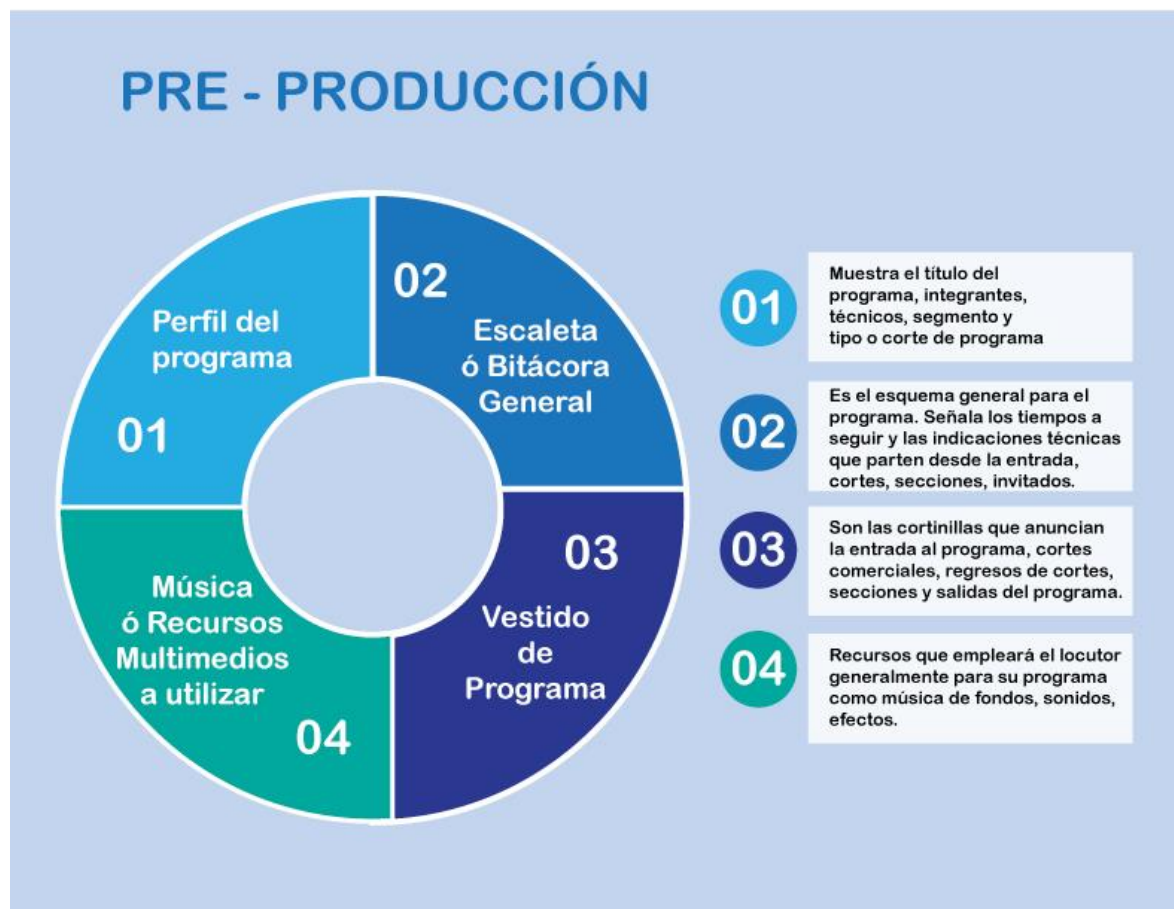 PRE - PRODUCCIÓN
Perfil del
programa
01
02
Escaleta
ó Bitácora
General
03
Vestido
de
Programa
Música
ó Recursos
Multimedios
a utilizar
04
01
Muestra el título del
programa, integrantes,
técnicos, segmento y
tipo o corte de programa
02
Es el esquema general para el
programa. Señala los tiempos a
seguir y las indicaciones técnicas
que parten desde la entrada,
cortes, secciones, invitados.
03
Son las cortinillas que anuncian
la entrada al programa, cortes
comerciales, regresos de cortes,
secciones y salidas del programa.
04
Recursos que empleará el locutor
generalmente para su programa
como música de fondos, sonidos,
efectos.